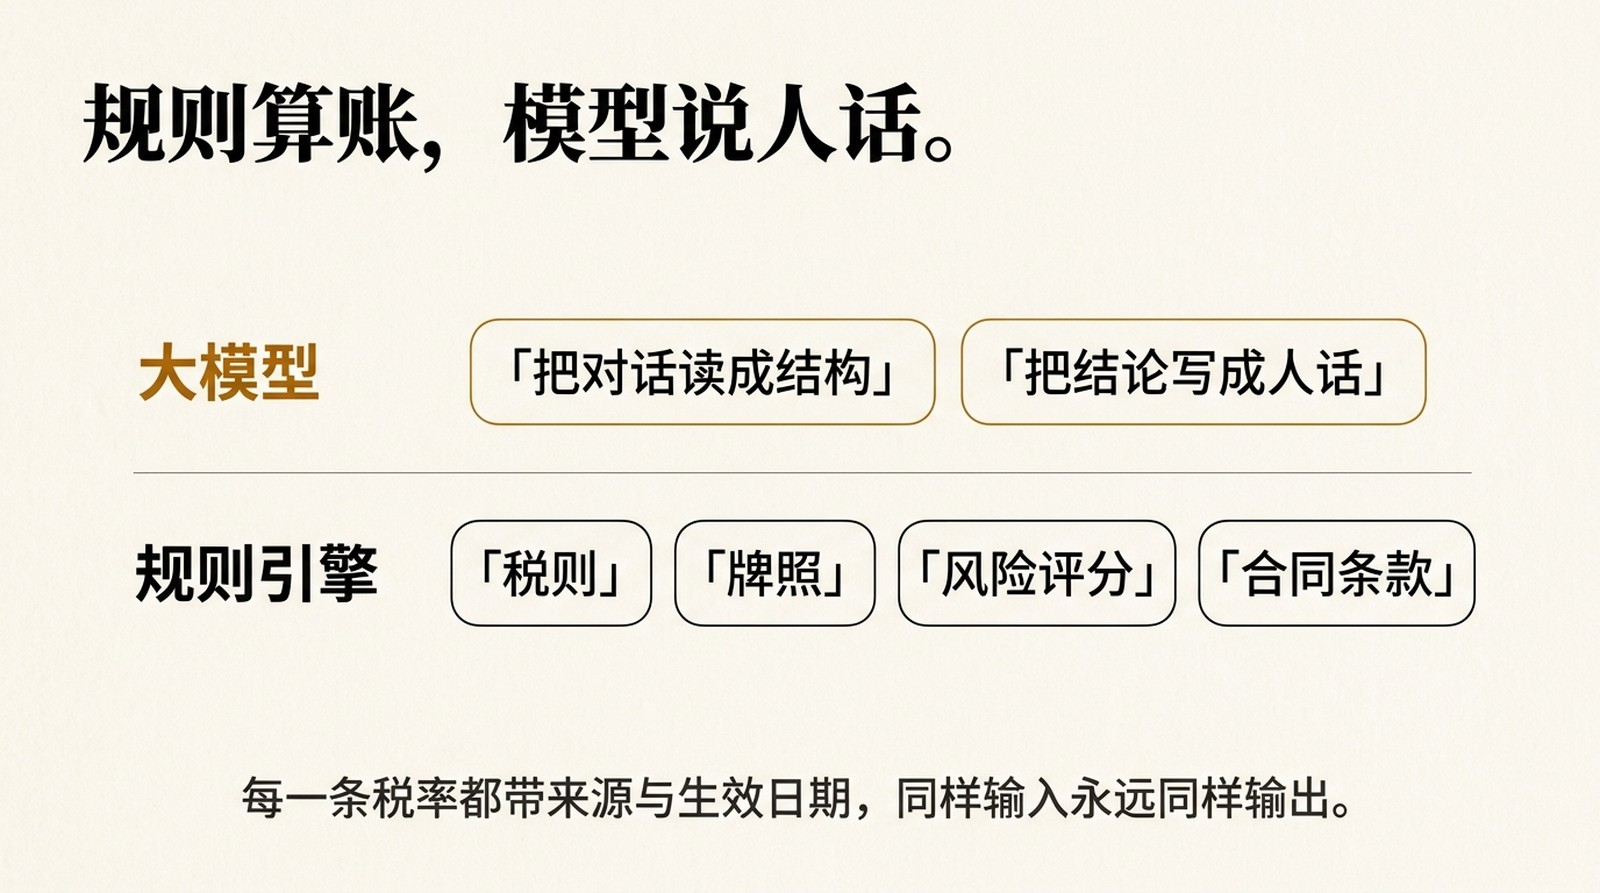 规则算账，模型说人话。
大模型 「把对话读成结构」 「把结论写成人话」
规则引擎 「税则」 「牌照」 「风险评分」 「合同条款」
每一条税率都带来源与生效日期，同样输入永远同样输出。